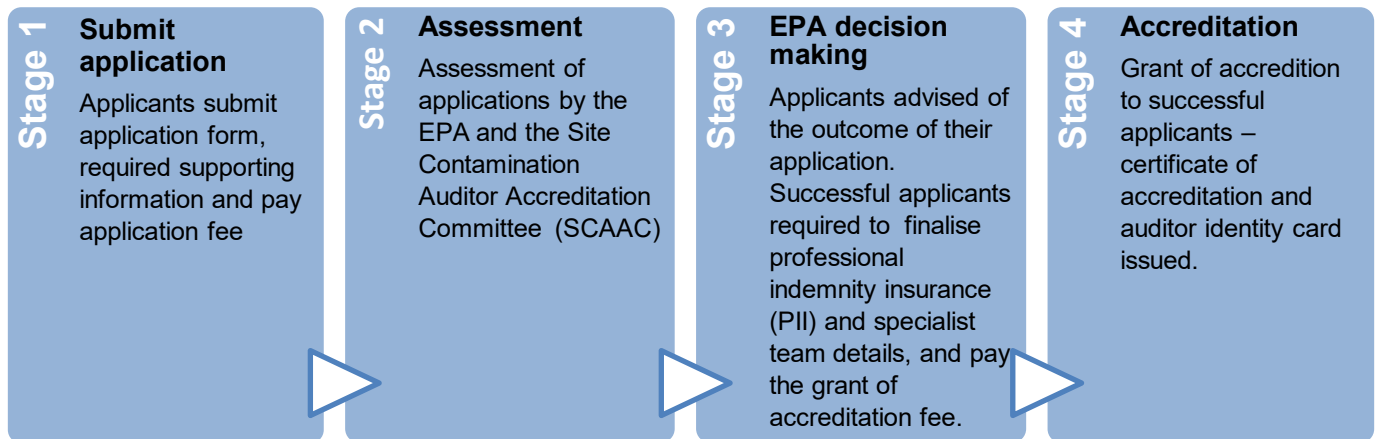 Stage 1
Submit
application
Applicants submit
application form,
required supporting
information and pay
application fee
Stage 2
Assessment
Assessment of
applications by the
EPA and the Site
Contamination
Auditor Accreditation
Committee (SCAAC)
Stage 3
EPA decision
making
Applicants advised of
the outcome of their
application.
Successful applicants
required to finalise
professional
indemnity insurance
(PII) and specialist
team details, and pay
the grant of
accreditation fee.
Stage 4
Accreditation
Grant of accredition
to successful
applicants –
certificate of
accreditation and
auditor identity card
issued.